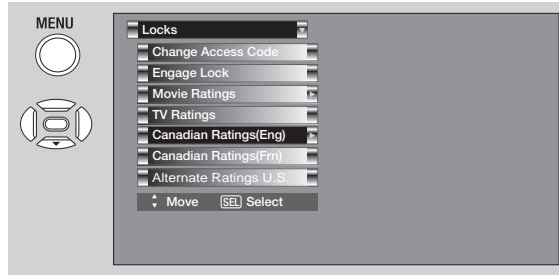 MENU
Locks
Change Access Code
Engage Lock
Movie Ratings
TV Ratings
Canadian Ratings(Eng)
Canadian Ratings(Frn)
Alternate Ratings U.S.
Move SEL Select